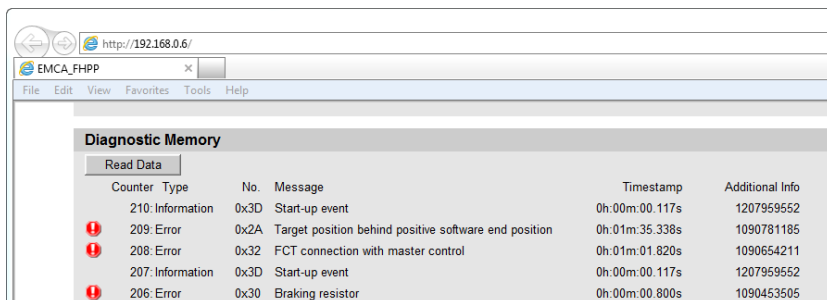 http://192.168.0.6/
EMCA_FHPP
File Edit View Favorites Tools Help
Diagnostic Memory
Read Data
Counter Type No. Message Timestamp Additional Info
210: Information 0x3D Start-up event 0h:00m:00.117s 1207959552
209: Error 0x2A Target position behind positive software end position 0h:01m:35.338s 1090781185
208: Error 0x32 FCT connection with master control 0h:01m:01.820s 1090654211
207: Information 0x3D Start-up event 0h:00m:00.117s 1207959552
206: Error 0x30 Braking resistor 0h:00m:00.800s 1090453505